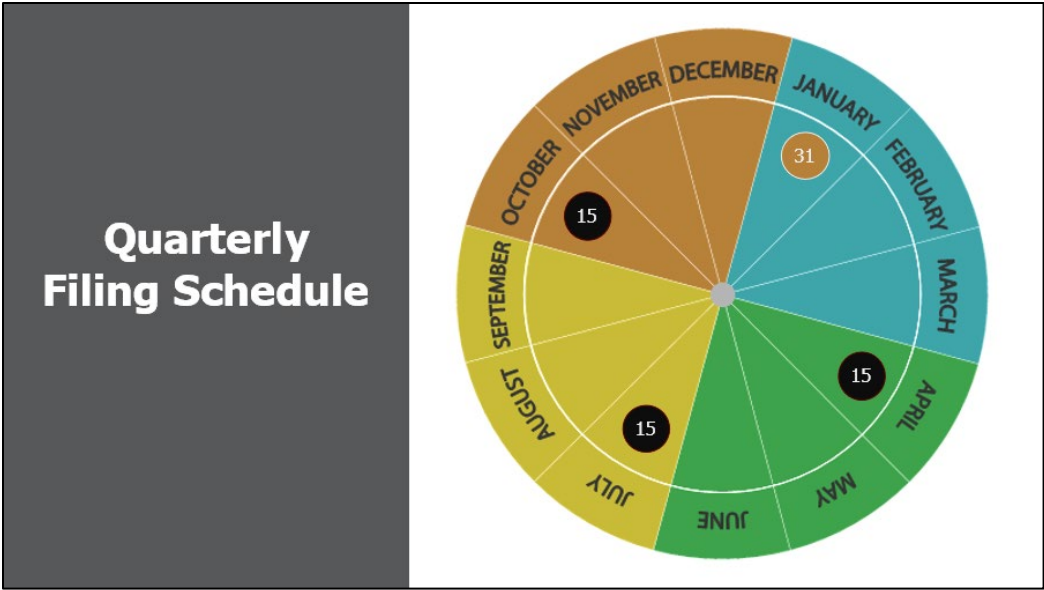 Quarterly
Filing Schedule
DECEMBER
JANUARY
FEBRUARY
MARCH
APRIL
MAY
JUNE
JULY
AUGUST
SEPTEMBER
OCTOBER
NOVEMBER
31
15
15
15